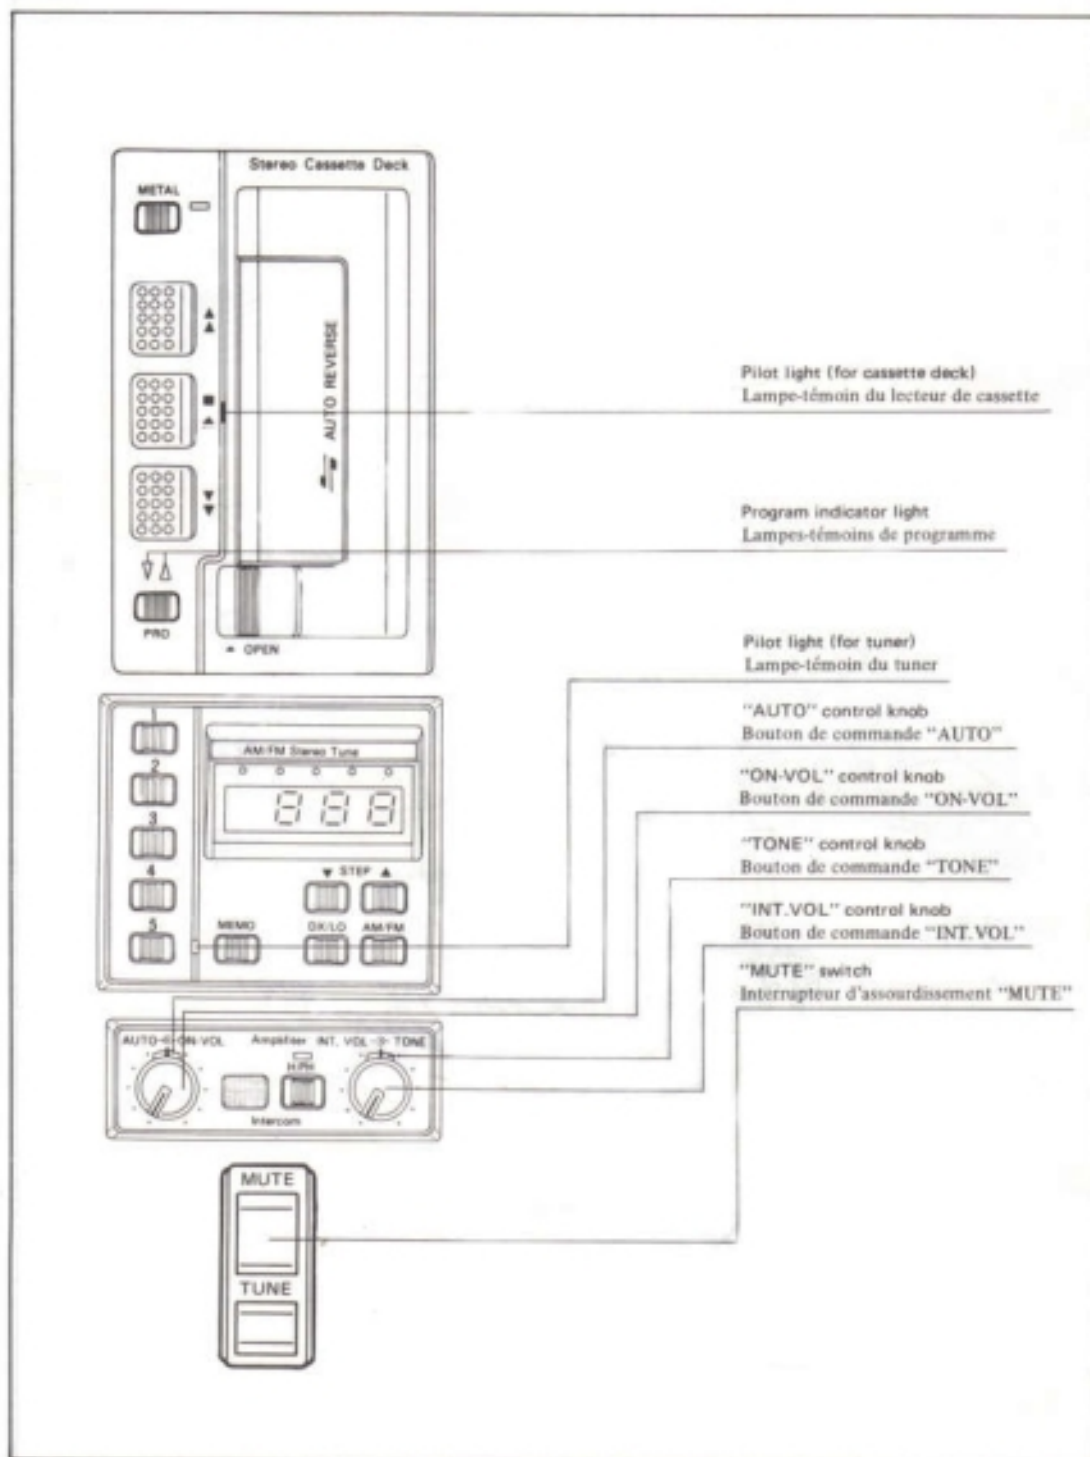 Stereo Cassette Deck
METAL
AUTO REVERSE
PRO
OPEN
Pilot light (for cassette deck)
Lampe-témoin du lecteur de cassette
Program indicator light
Lampes-témoins de programme
Pilot light (for tuner)
Lampe-témoin du tuner
"AUTO" control knob
Bouton de commande "AUTO"
"ON-VOL" control knob
Bouton de commande "ON-VOL"
"TONE" control knob
Bouton de commande "TONE"
"INT.VOL" control knob
Bouton de commande "INT.VOL"
"MUTE" switch
Interrupteur d'assourdissement "MUTE"
1
2
3
4
5
AM/FM Stereo Tune
888
STEP
MEMO
DX/LO AM/FM
AUTO ON-VOL Amplifier INT. VOL TONE
Intercom
MUTE
TUNE